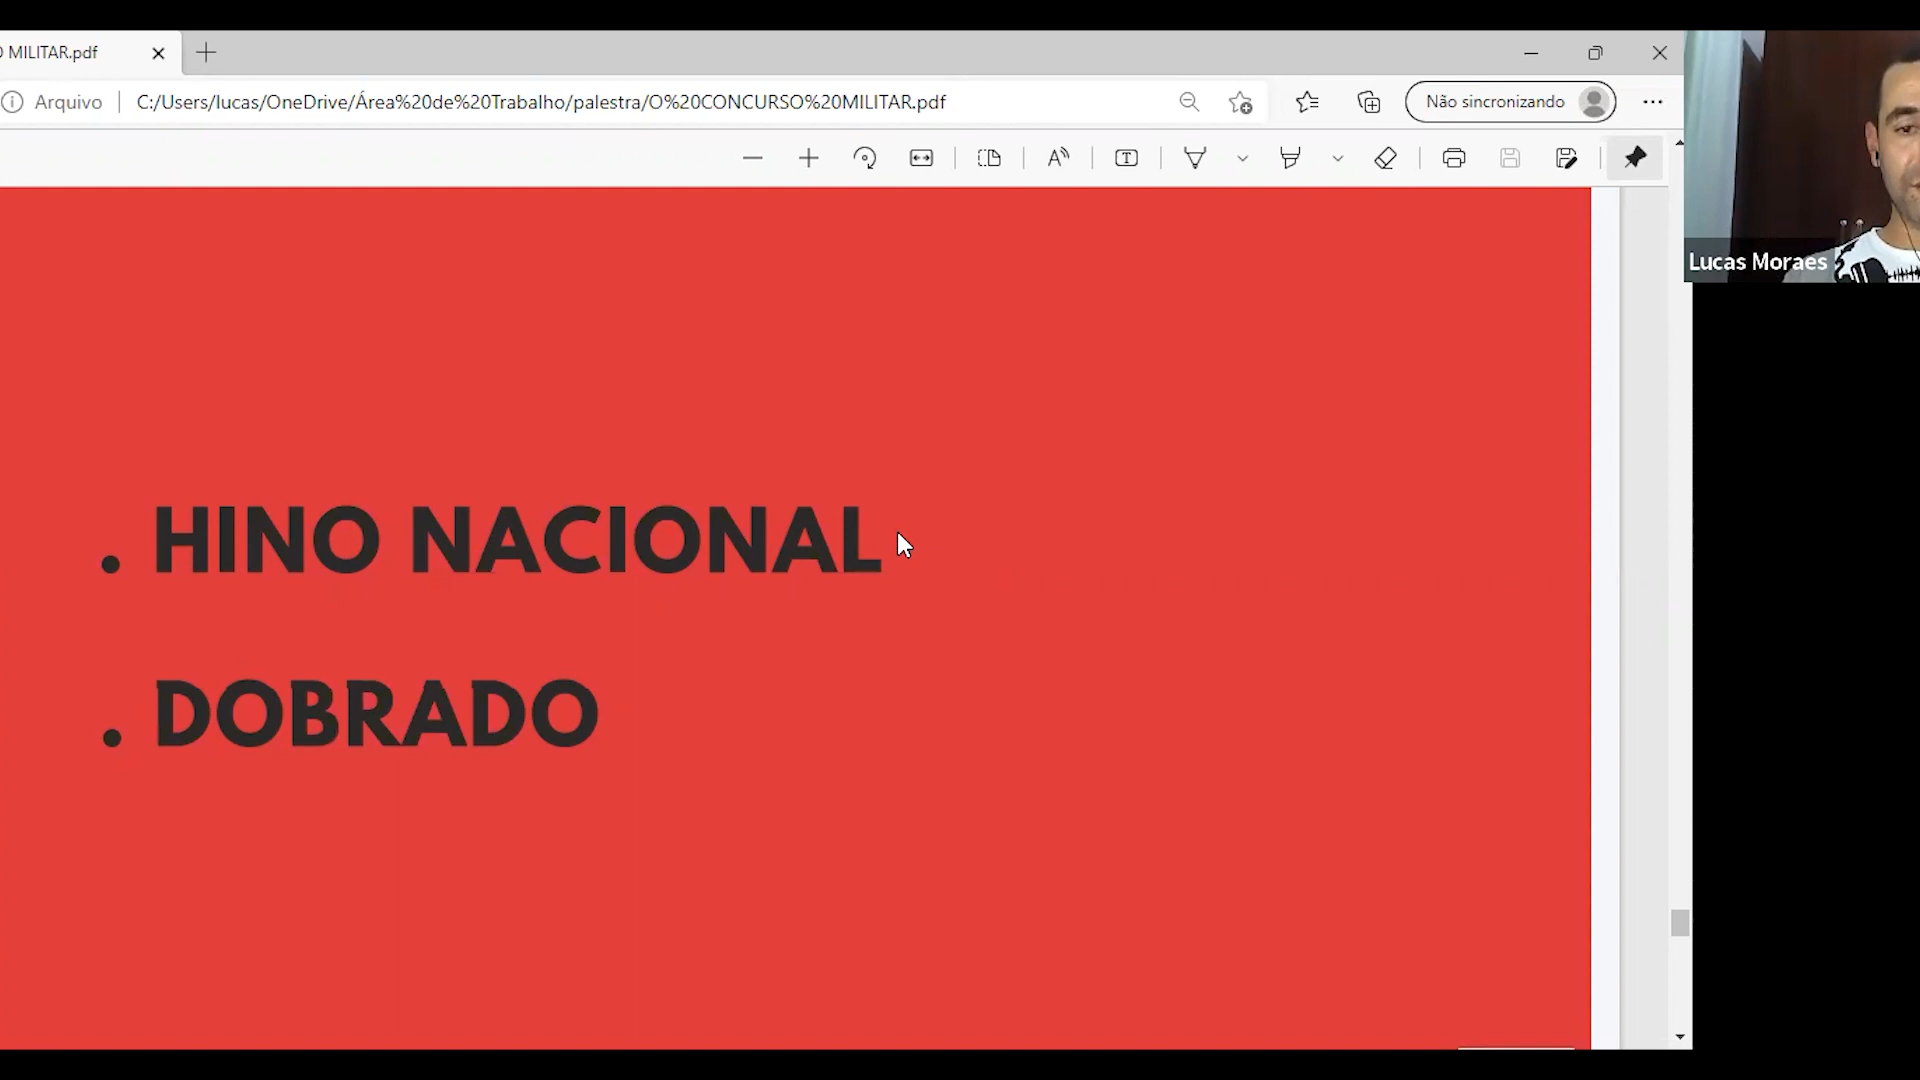 MILITAR.pdf
Arquivo
C:/Users/lucas/OneDrive/Área%20de%20Trabalho/palestra/O%20CONCURSO%20MILITAR.pdf
Não sincronizando
Lucas Moraes
. HINO NACIONAL
. DOBRADO